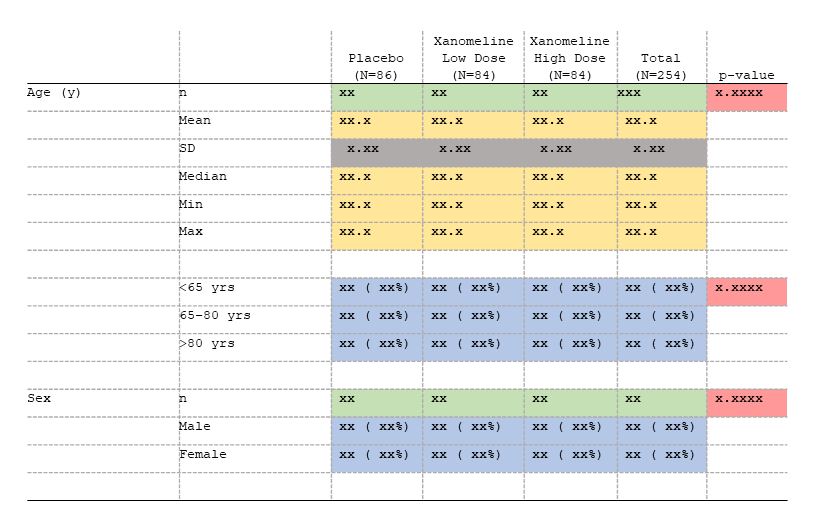 Xanomeline Xanomeline
Placebo Low Dose High Dose Total
(N=86) (N=84) (N=84) (N=254) p-value
Age (y) n xx xx xx xxx x.xxxx
Mean xx.x xx.x xx.x xx.x
SD x.xx x.xx x.xx x.xx
Median xx.x xx.x xx.x xx.x
Min xx.x xx.x xx.x xx.x
Max xx.x xx.x xx.x xx.x
<65 yrs xx ( xx%) xx ( xx%) xx ( xx%) xx ( xx%) x.xxxx
65-80 yrs xx ( xx%) xx ( xx%) xx ( xx%) xx ( xx%)
>80 yrs xx ( xx%) xx ( xx%) xx ( xx%) xx ( xx%)
Sex n xx xx xx xx x.xxxx
Male xx ( xx%) xx ( xx%) xx ( xx%) xx ( xx%)
Female xx ( xx%) xx ( xx%) xx ( xx%) xx ( xx%)